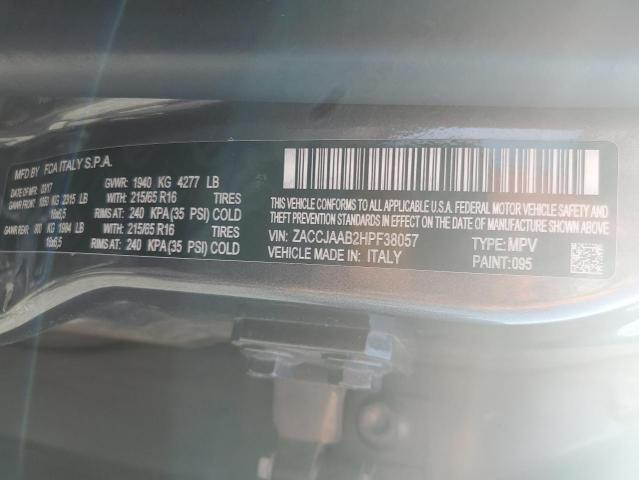 MFD BY FCA ITALY S.P.A.
DATE OF MFR 03/17 GVWR: 1940 KG 4277 LB
GAWR FRONT 1050 KG 2315 LB WITH: 215/65 R16 TIRES
16x6,5 RIMS AT: 240 KPA(35 PSI) COLD
GAWR REAR 900 KG 1984 LB WITH: 215/65 R16 TIRES
16x6,5 RIMS AT: 240 KPA(35 PSI) COLD
THIS VEHICLE CONFORMS TO ALL APPLICABLE U.S.A. FEDERAL MOTOR VEHICLE SAFETY
BUMPER AND THEFT PREVENTION STANDARDS IN EFFECT ON THE DATE OF MANUFACTURE SHOWN ABOVE.
VIN: ZACCJAAB2HPF38057 TYPE: MPV
VEHICLE MADE IN: ITALY PAINT: 095